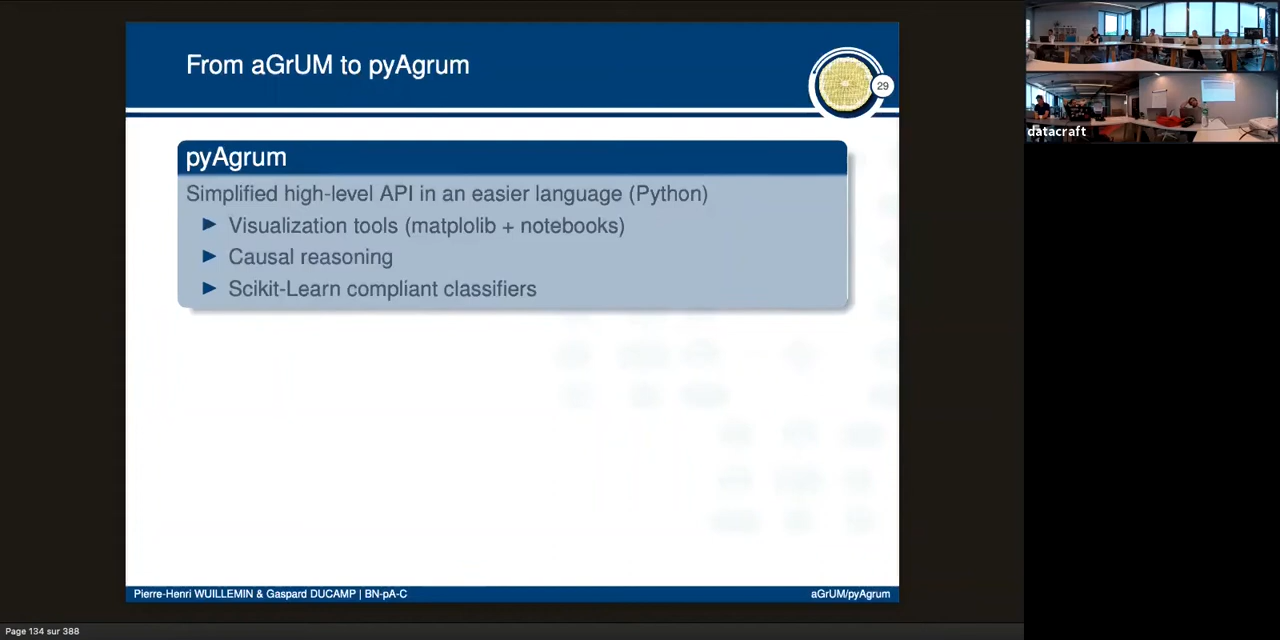 From aGrUM to pyAgrum
29
pyAgrum
Simplified high-level API in an easier language (Python)
Visualization tools (matplolib + notebooks)
Causal reasoning
Scikit-Learn compliant classifiers
Pierre-Henri WUILLEMIN & Gaspard DUCAMP | BN-pA-C
aGrUM/pyAgrum
Page 134 sur 388
datacraft